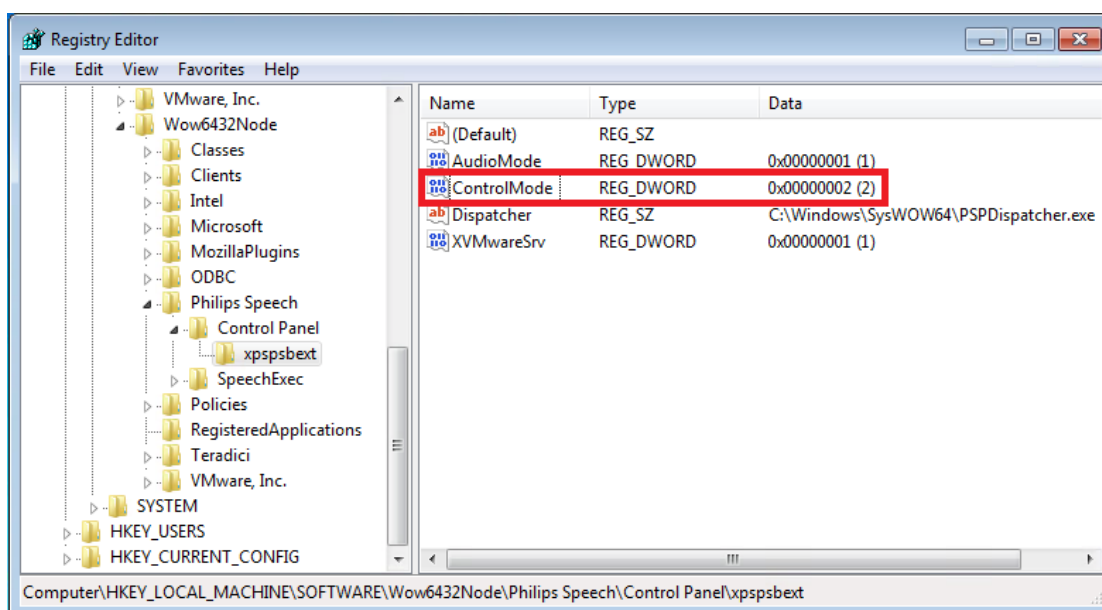 Registry Editor
File Edit View Favorites Help
VMware, Inc.
Wow6432Node
Classes
Clients
Intel
Microsoft
MozillaPlugins
ODBC
Philips Speech
Control Panel
xpspsbext
SpeechExec
Policies
RegisteredApplications
Teradici
VMware, Inc.
SYSTEM
HKEY_USERS
HKEY_CURRENT_CONFIG
Name Type Data
(Default) REG_SZ
AudioMode REG_DWORD 0x00000001 (1)
ControlMode REG_DWORD 0x00000002 (2)
Dispatcher REG_SZ C:\Windows\SysWOW64\PSPDispatcher.exe
XVMwareSrv REG_DWORD 0x00000001 (1)
Computer\HKEY_LOCAL_MACHINE\SOFTWARE\Wow6432Node\Philips Speech\Control Panel\xpspsbext